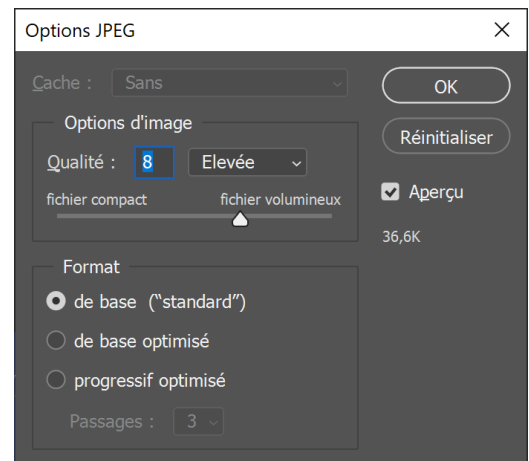 Options JPEG
Cache : Sans
OK
Options d'image
Réinitialiser
Qualité : 8 Elevée
Aperçu
fichier compact fichier volumineux
36,6K
Format
de base (“standard”)
de base optimisé
progressif optimisé
Passages : 3